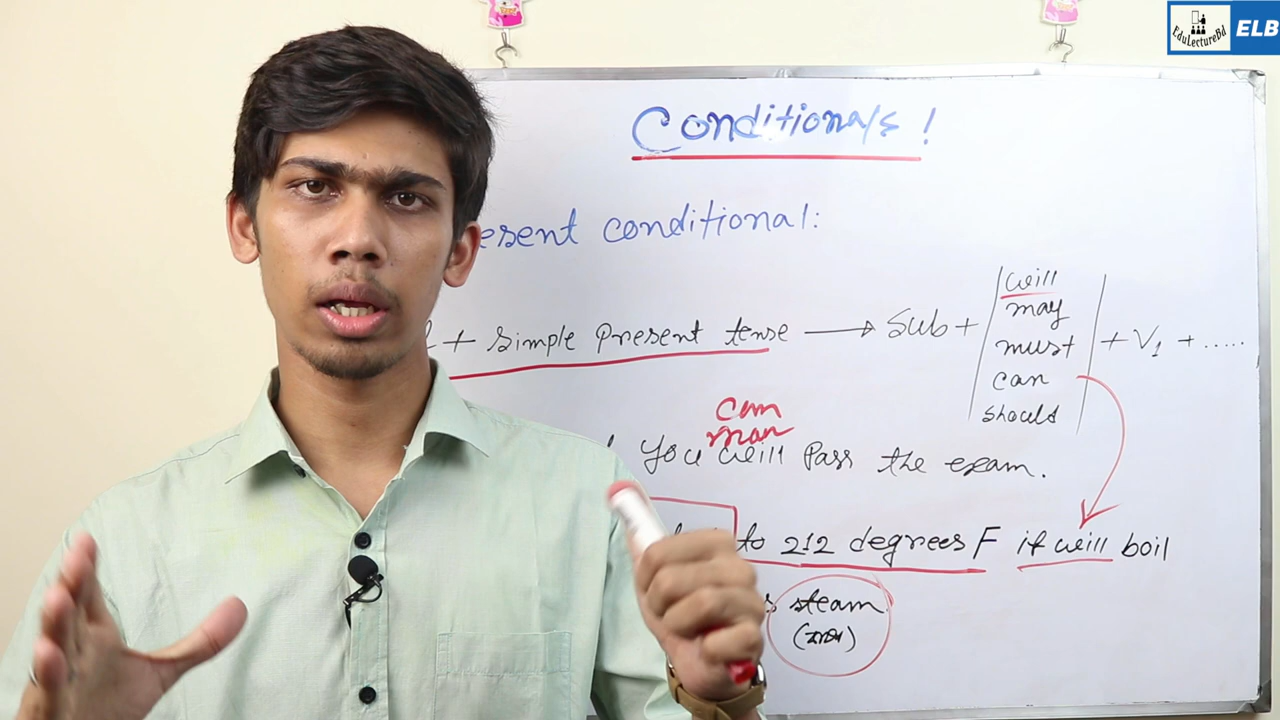 EduLectureBd ELB
Conditionals!
esent conditional:
+ Simple Present tense → Sub + will + V1 + .....
may
must
can
should
can
You will Pass the exam.
to 212 degrees F it will boil
steam